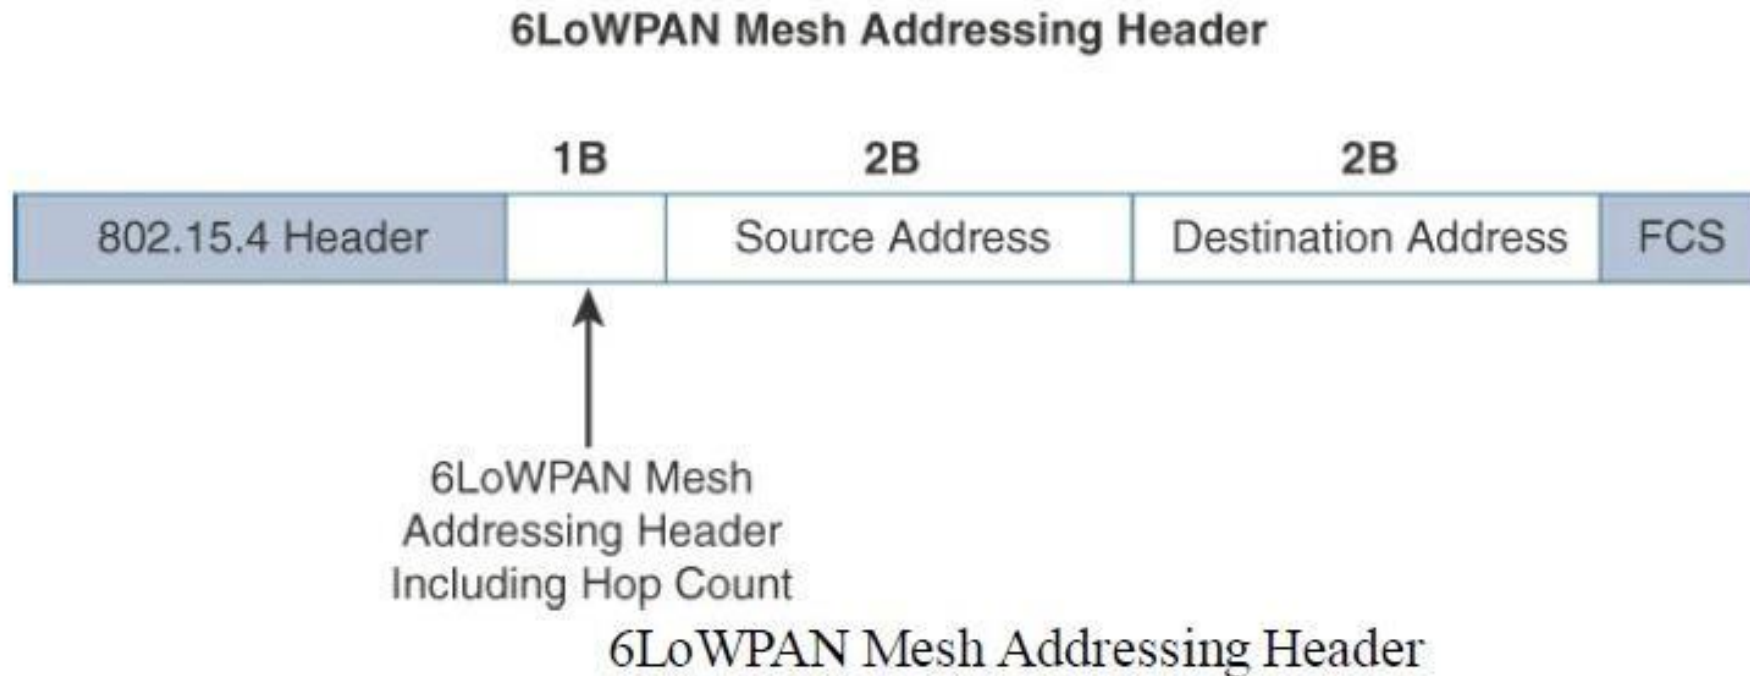 6LoWPAN Mesh Addressing Header
1B 2B 2B
802.15.4 Header Source Address Destination Address FCS
6LoWPAN Mesh
Addressing Header
Including Hop Count
6LoWPAN Mesh Addressing Header